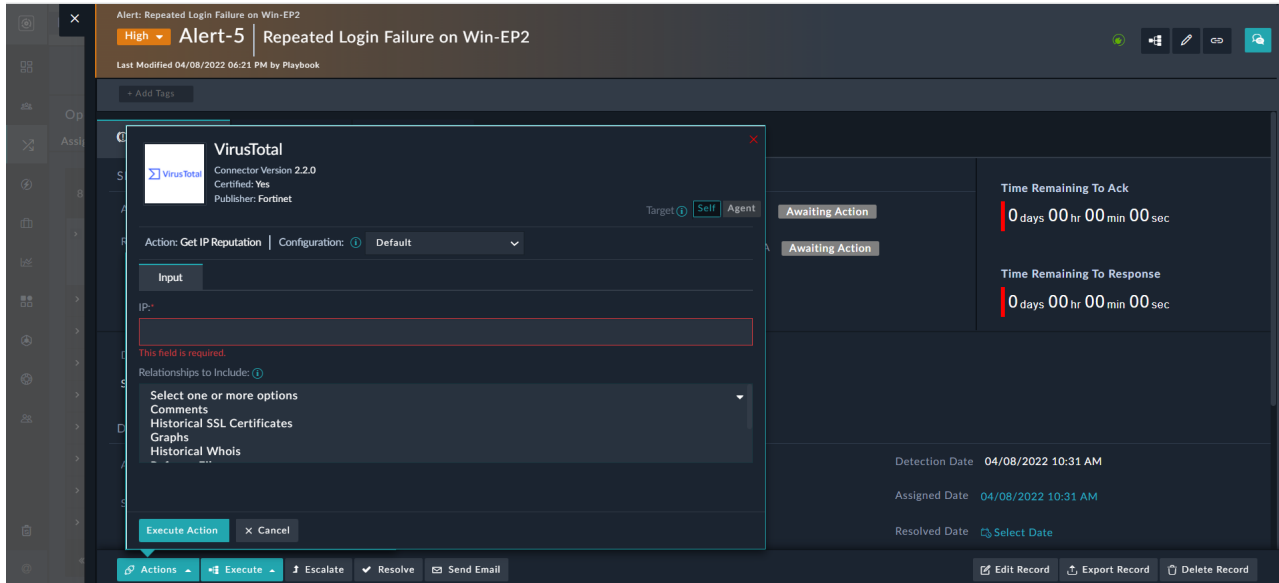 Alert: Repeated Login Failure on Win-EP2
High Alert-5 Repeated Login Failure on Win-EP2
Last Modified 04/08/2022 06:21 PM by Playbook
+ Add Tags
Op
Assi
VirusTotal
VirusTotal
Connector Version 2.2.0
Certified: Yes
Publisher: Fortinet
Target Self Agent
Awaiting Action
Awaiting Action
Time Remaining To Ack
0 days 00 hr 00 min 00 sec
Time Remaining To Response
0 days 00 hr 00 min 00 sec
Action: Get IP Reputation Configuration: Default
Input
IP:*
This field is required.
Relationships to Include:
Select one or more options
Comments
Historical SSL Certificates
Graphs
Historical Whois
Detection Date 04/08/2022 10:31 AM
Assigned Date 04/08/2022 10:31 AM
Resolved Date Select Date
Execute Action × Cancel
Actions Execute Escalate Resolve Send Email Edit Record Export Record Delete Record